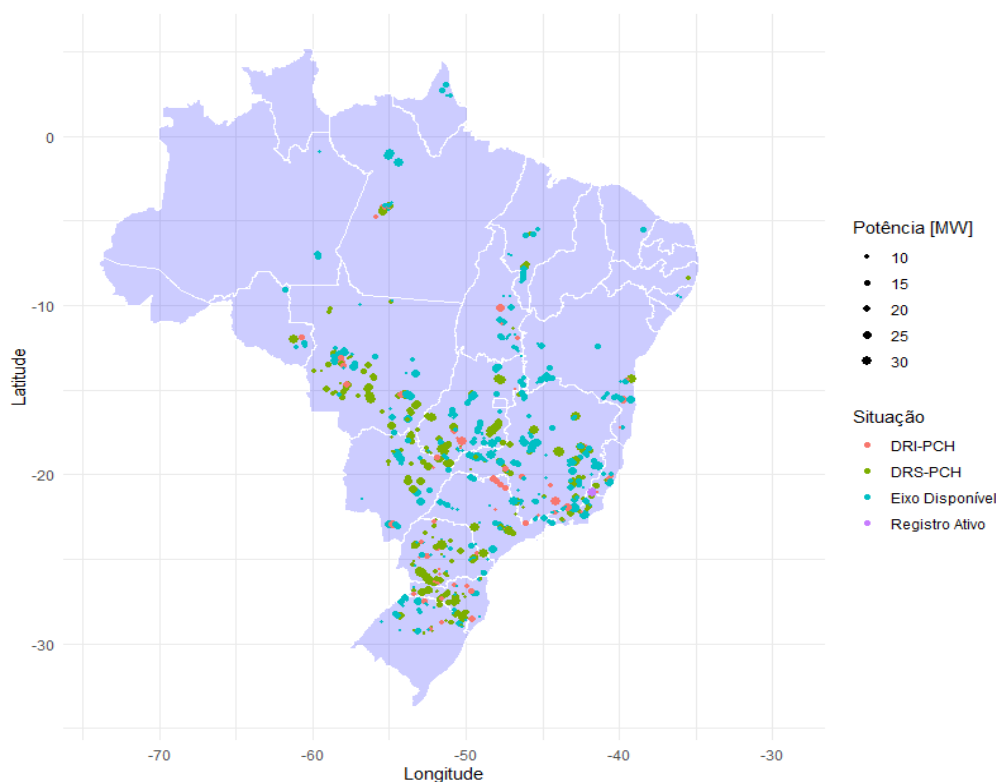 0
-10
-20
-30
Latitude
-70
-60
-50
-40
-30
Longitude
Potência [MW]
10
15
20
25
30
Situação
DRI-PCH
DRS-PCH
Eixo Disponível
Registro Ativo